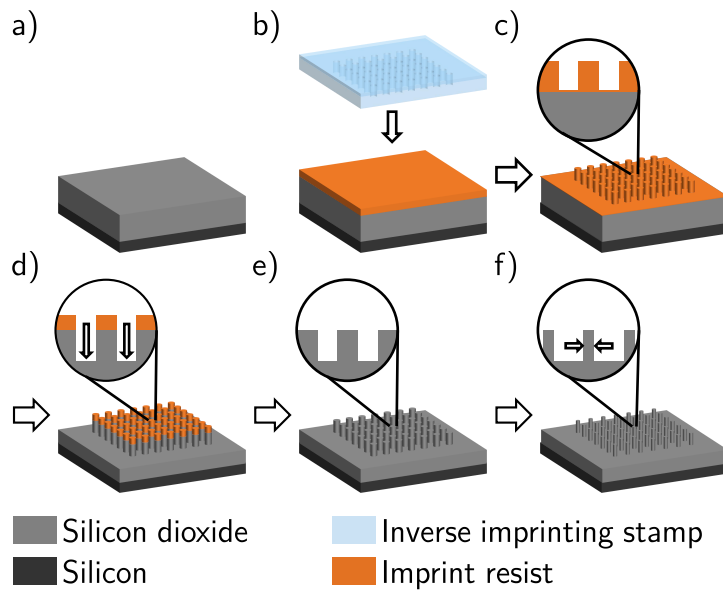 a)
b)
c)
d)
e)
f)
Silicon dioxide
Inverse imprinting stamp
Silicon
Imprint resist